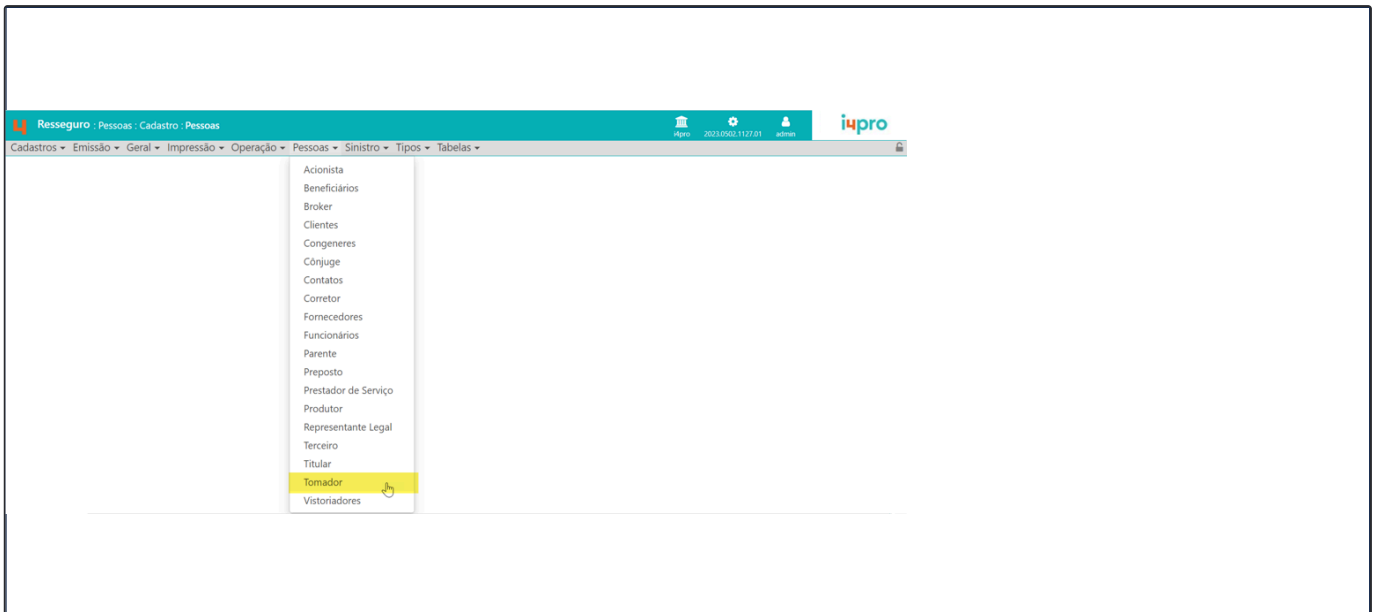 Resseguro : Pessoas : Cadastro : Pessoas
i4pro
2023.0502.1127.01
admin
i4pro
Cadastros Emissão Geral Impressão Operação Pessoas Sinistro Tipos Tabelas
Acionista
Beneficiários
Broker
Clientes
Congeneres
Cônjuge
Contatos
Corretor
Fornecedores
Funcionários
Parente
Preposto
Prestador de Serviço
Produtor
Representante Legal
Terceiro
Titular
Tomador
Vistoriadores